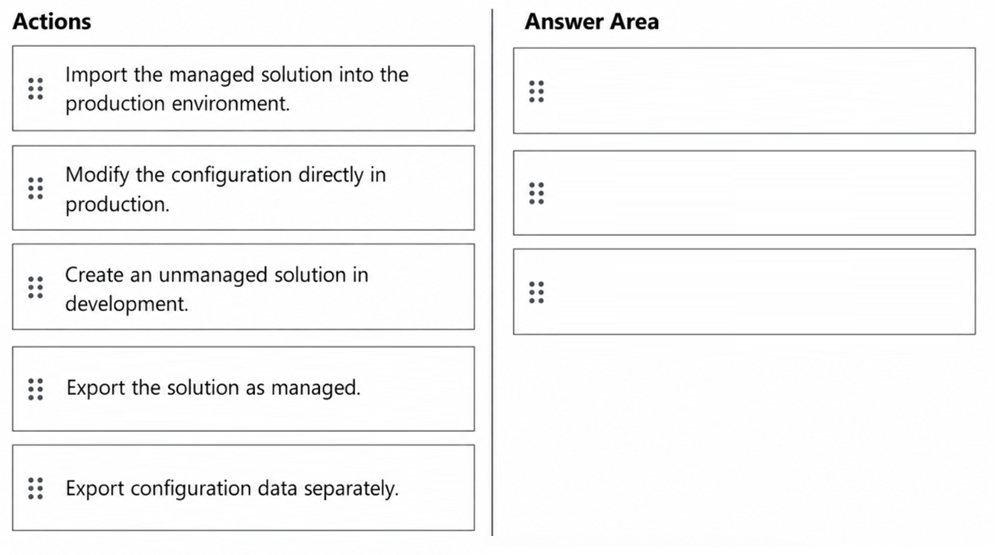 Actions
Import the managed solution into the
production environment.
Modify the configuration directly in
production.
Create an unmanaged solution in
development.
Export the solution as managed.
Export configuration data separately.
Answer Area